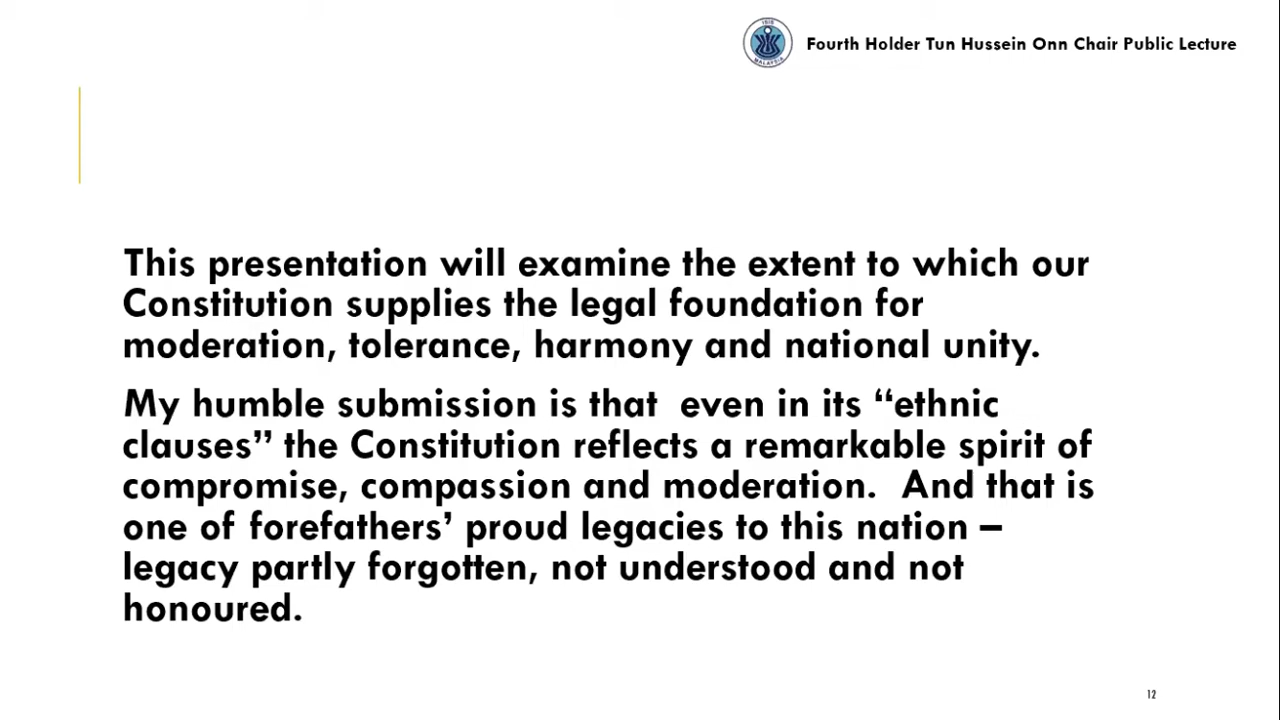 ISIS
MALAYSIA
Fourth Holder Tun Hussein Onn Chair Public Lecture
This presentation will examine the extent to which our
Constitution supplies the legal foundation for
moderation, tolerance, harmony and national unity.
My humble submission is that  even in its “ethnic
clauses” the Constitution reflects a remarkable spirit of
compromise, compassion and moderation.  And that is
one of forefathers’ proud legacies to this nation –
legacy partly forgotten, not understood and not
honoured.
12